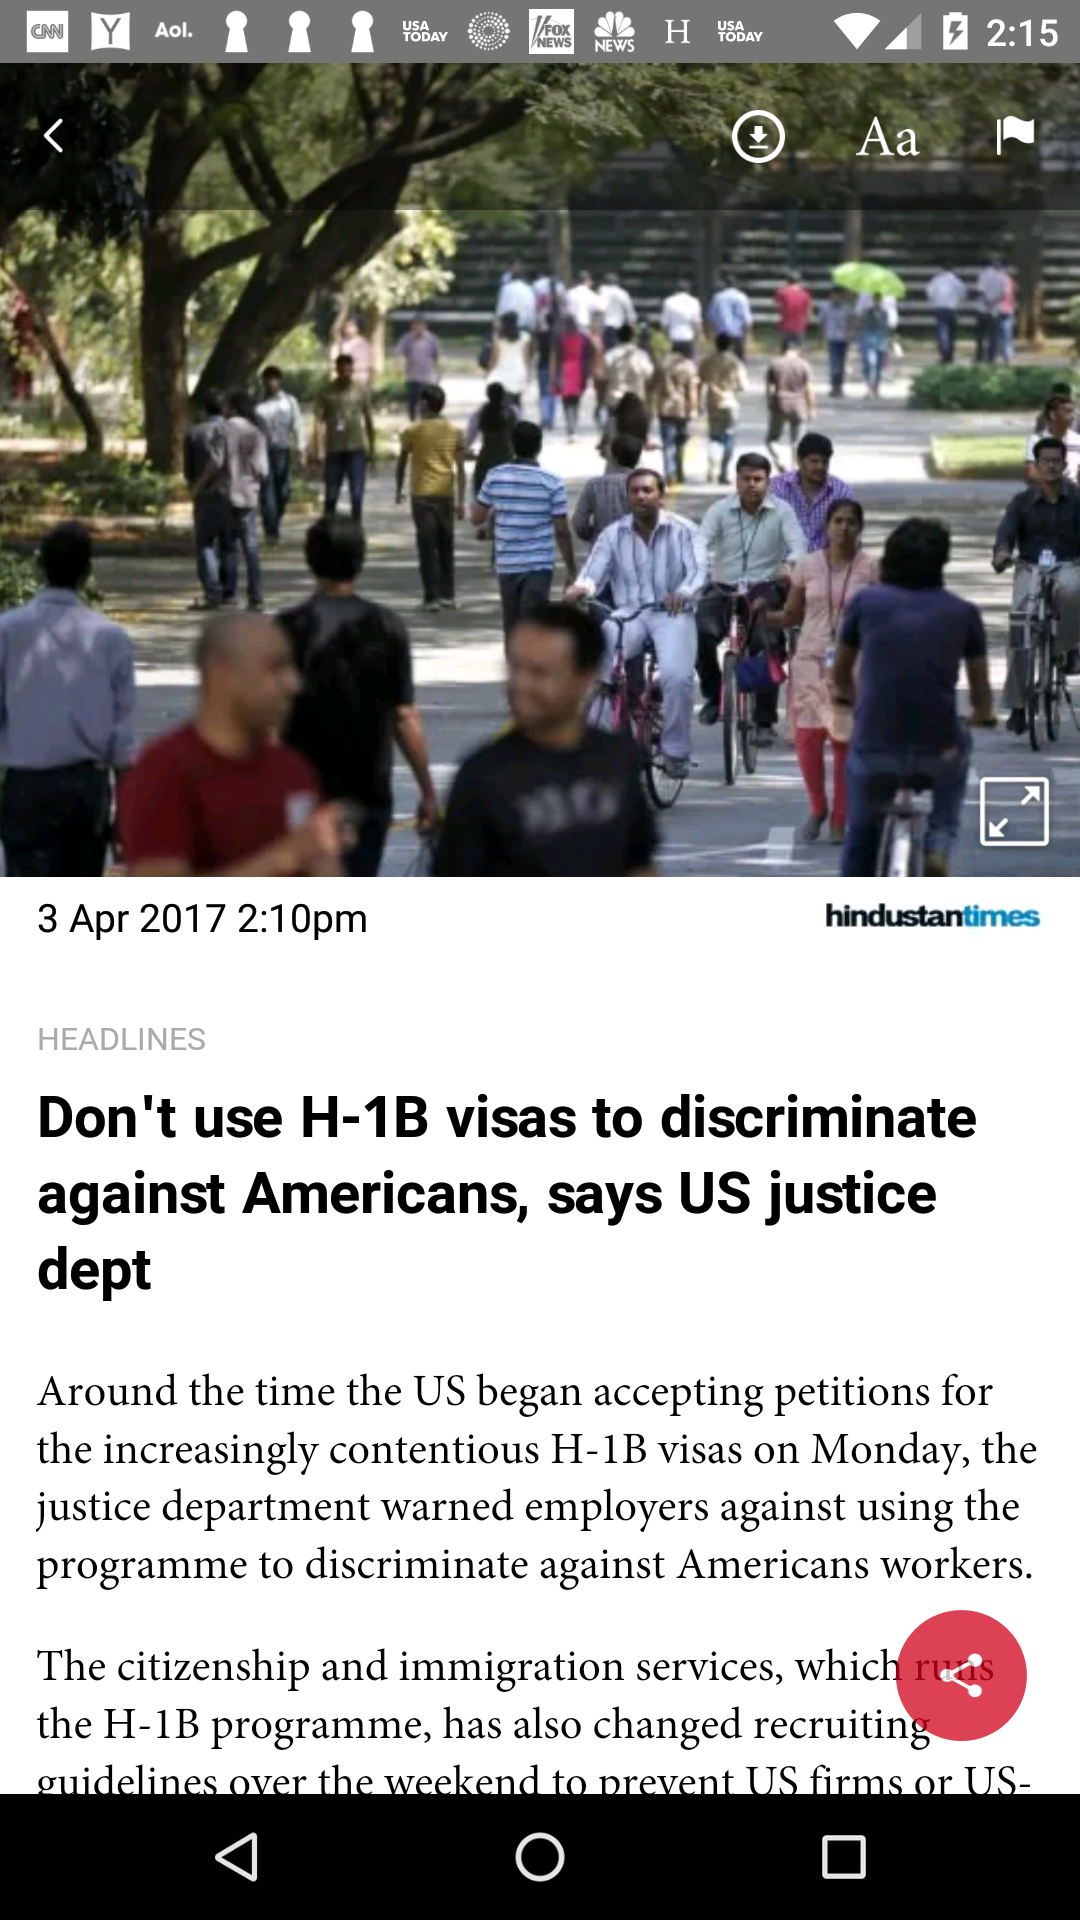 CNN Y Aol. USA TODAY FOX NEWS NEWS H USA TODAY 2:15
Aa
3 Apr 2017 2:10pm hindustantimes
HEADLINES
Don't use H-1B visas to discriminate
against Americans, says US justice
dept
Around the time the US began accepting petitions for
the increasingly contentious H-1B visas on Monday, the
justice department warned employers against using the
programme to discriminate against Americans workers.
The citizenship and immigration services, which runs
the H-1B programme, has also changed recruiting
guidelines over the weekend to prevent US firms or US-